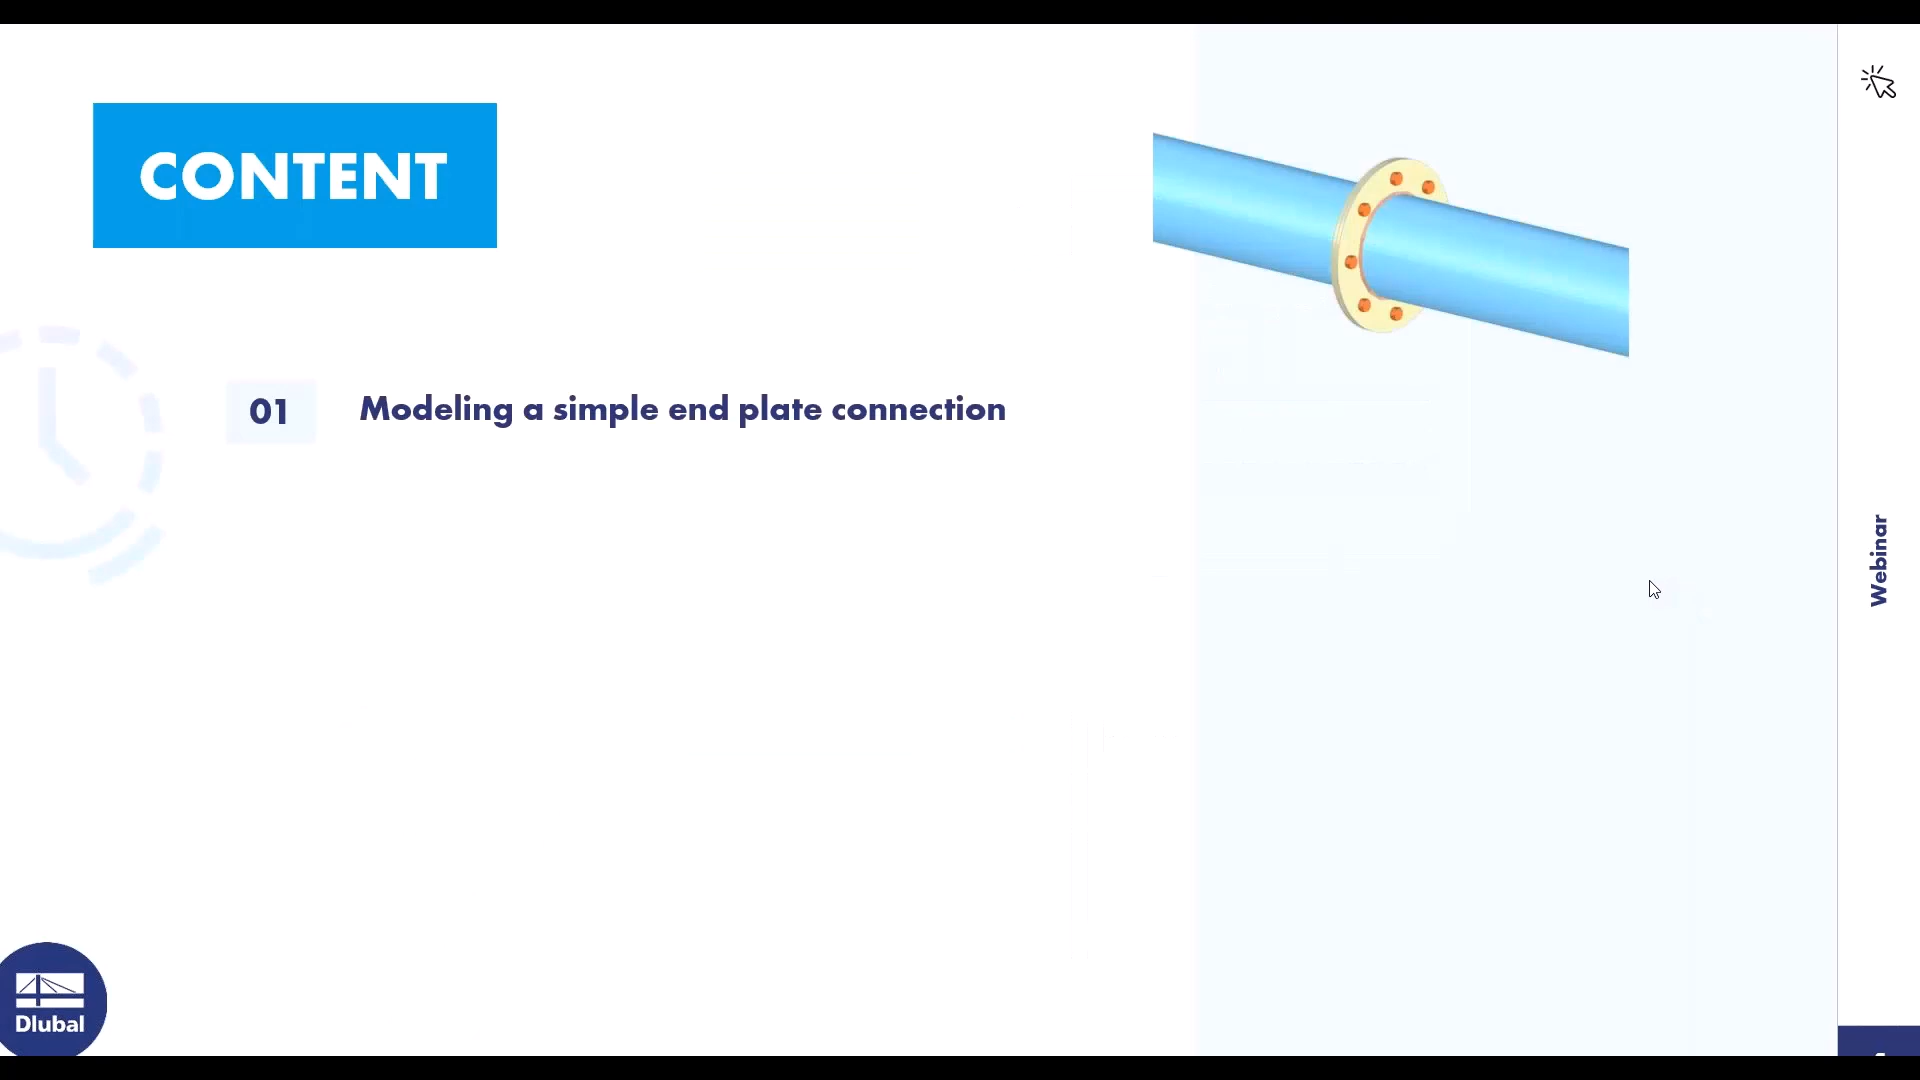 CONTENT
01 Modeling a simple end plate connection
Webinar
Dlubal